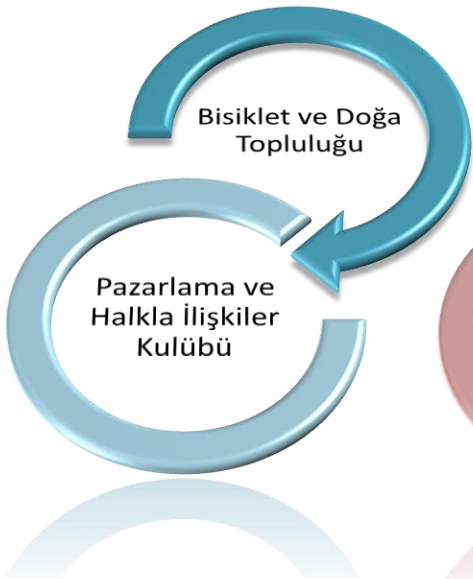 Bisiklet ve Doğa
Topluluğu
Pazarlama ve
Halkla İlişkiler
Kulübü